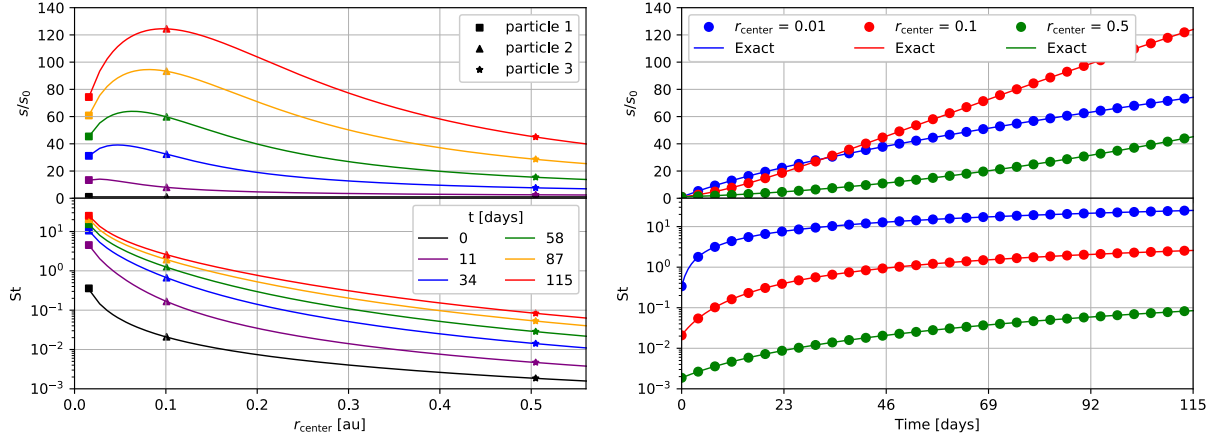 140
120
100
80
60
40
20
0
s/s₀
particle 1
particle 2
particle 3
10¹
10⁰
10⁻¹
10⁻²
10⁻³
St
t [days]
0 58
11 87
34 115
0.0 0.1 0.2 0.3 0.4 0.5
r_center [au]
140
120
100
80
60
40
20
0
s/s₀
r_center = 0.01 r_center = 0.1 r_center = 0.5
Exact Exact Exact
10¹
10⁰
10⁻¹
10⁻²
10⁻³
St
0 23 46 69 92 115
Time [days]